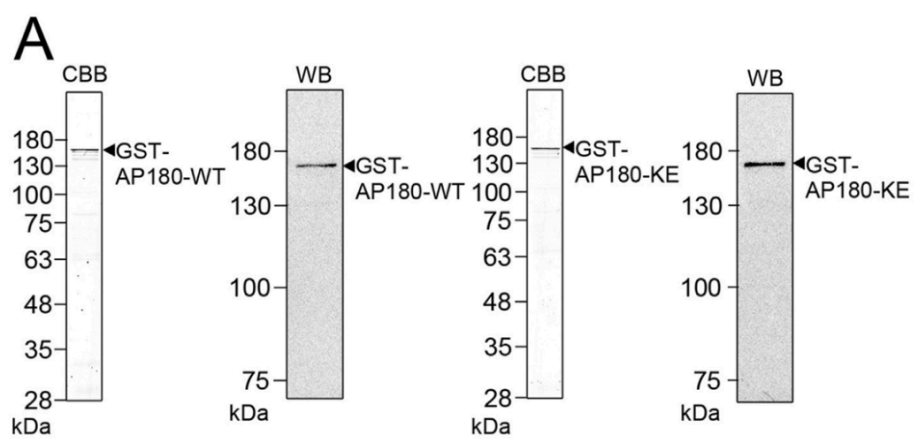 A
CBB
180
130
100
75
63
48
35
28
kDa
GST-
AP180-WT
WB
180
130
100
75
kDa
GST-
AP180-WT
CBB
180
130
100
75
63
48
35
28
kDa
GST-
AP180-KE
WB
180
130
100
75
kDa
GST-
AP180-KE